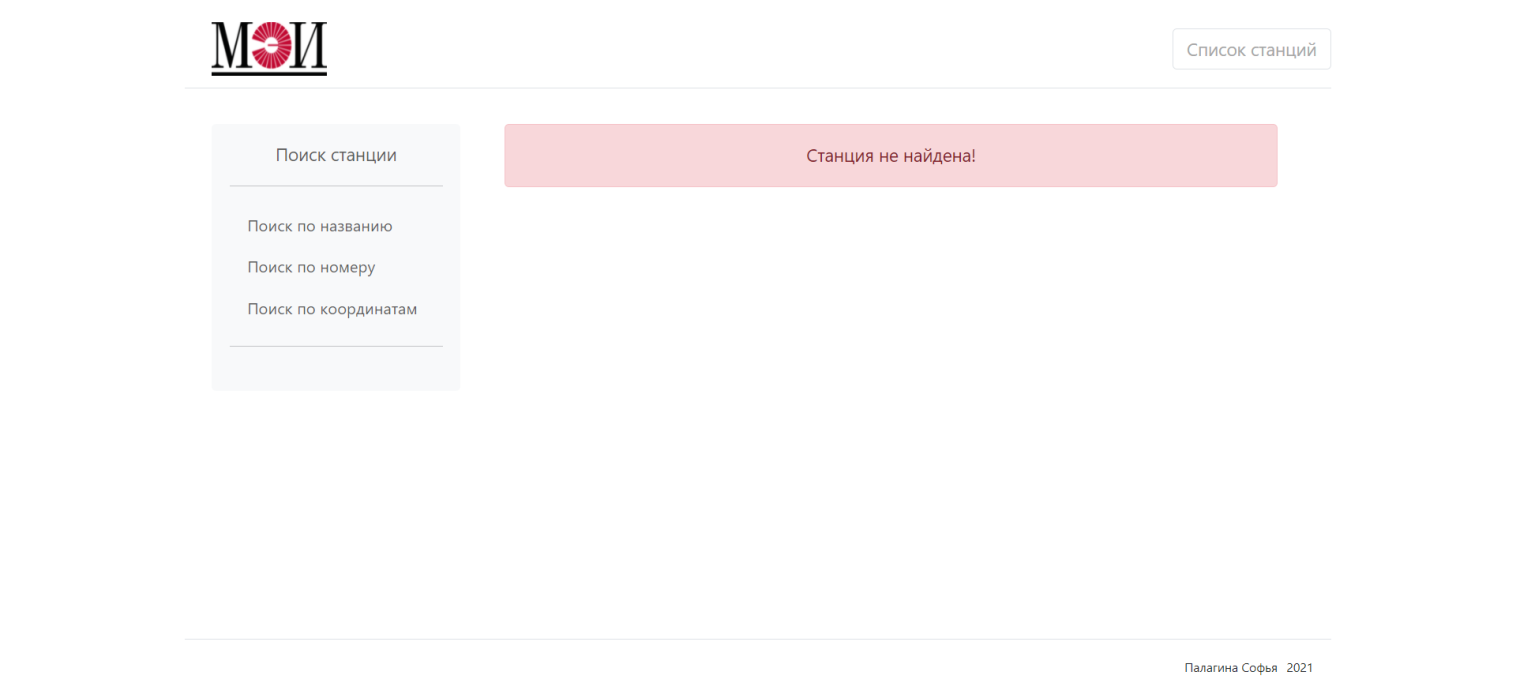 МЭИ
Список станций
Поиск станции
Станция не найдена!
Поиск по названию
Поиск по номеру
Поиск по координатам
Палагина Софья 2021